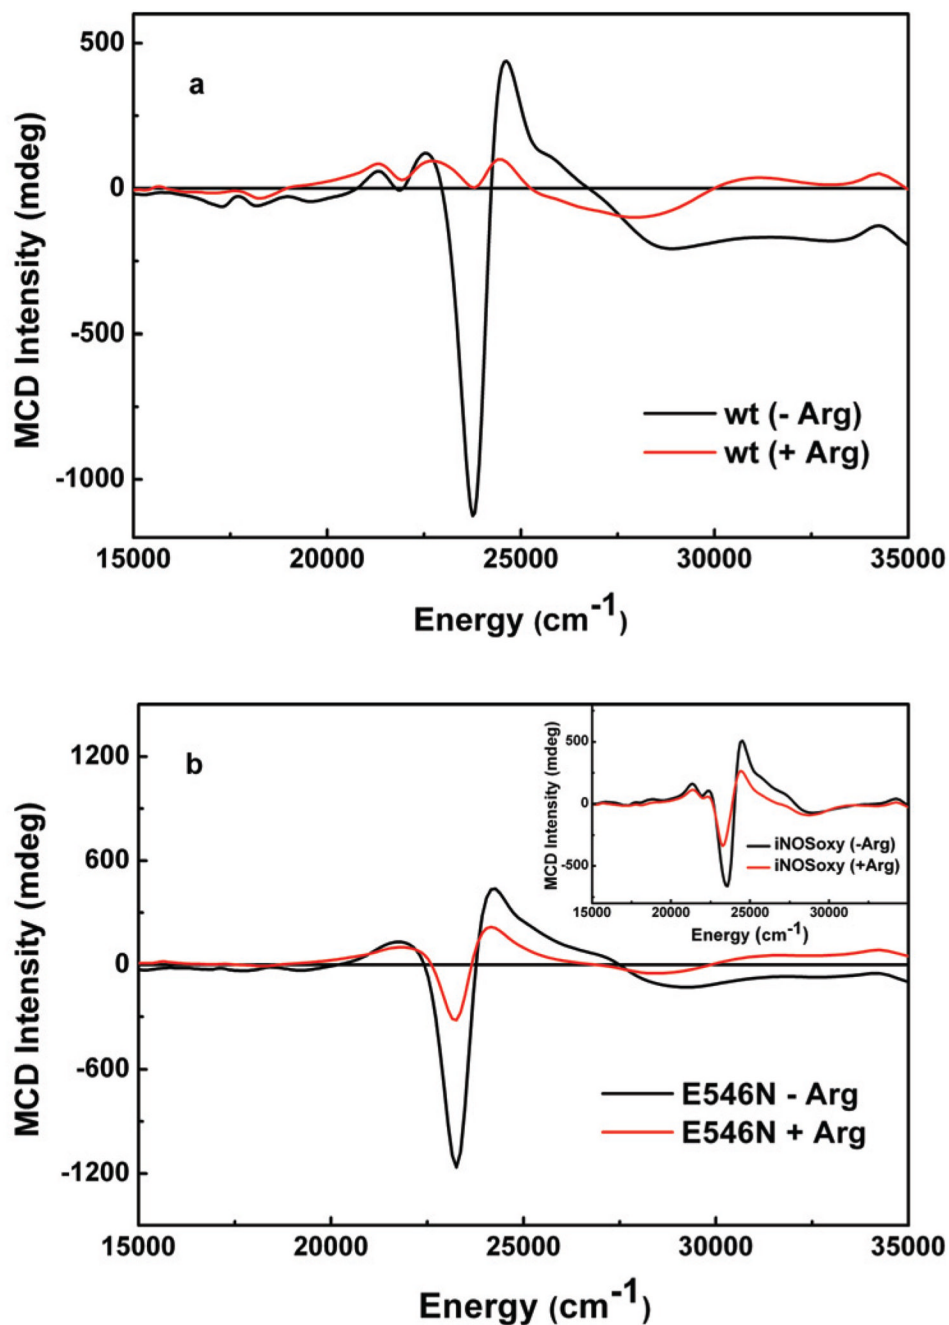 a
MCD Intensity (mdeg)
500
0
-500
-1000
wt (- Arg)
wt (+ Arg)
15000 20000 25000 30000 35000
Energy (cm-1)
b
MCD Intensity (mdeg)
1200
600
0
-600
-1200
MCD Intensity (mdeg)
500
0
-500
iNOSoxy (-Arg)
iNOSoxy (+Arg)
15000 20000 25000 30000
Energy (cm-1)
E546N - Arg
E546N + Arg
15000 20000 25000 30000 35000
Energy (cm-1)